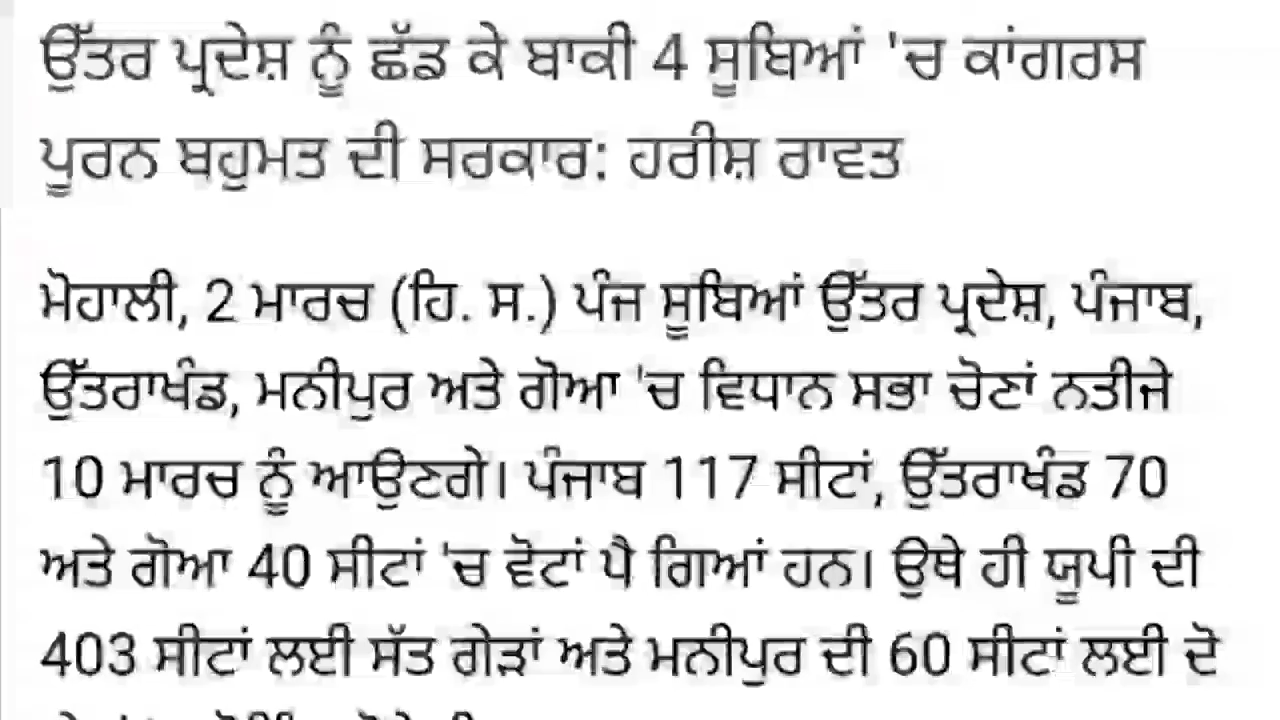 ਉੱਤਰ ਪ੍ਰਦੇਸ਼ ਨੂੰ ਛੱਡ ਕੇ ਬਾਕੀ 4 ਸੂਬਿਆਂ 'ਚ ਕਾਂਗਰਸ
ਪੂਰਨ ਬਹੁਮਤ ਦੀ ਸਰਕਾਰ: ਹਰੀਸ਼ ਰਾਵਤ
ਮੋਹਾਲੀ, 2 ਮਾਰਚ (ਹਿ. ਸ.) ਪੰਜ ਸੂਬਿਆਂ ਉੱਤਰ ਪ੍ਰਦੇਸ਼, ਪੰਜਾਬ,
ਉੱਤਰਾਖੰਡ, ਮਨੀਪੁਰ ਅਤੇ ਗੋਆ 'ਚ ਵਿਧਾਨ ਸਭਾ ਚੋਣਾਂ ਨਤੀਜੇ
10 ਮਾਰਚ ਨੂੰ ਆਉਣਗੇ। ਪੰਜਾਬ 117 ਸੀਟਾਂ, ਉੱਤਰਾਖੰਡ 70
ਅਤੇ ਗੋਆ 40 ਸੀਟਾਂ 'ਚ ਵੋਟਾਂ ਪੈ ਗਿਆਂ ਹਨ। ਉਥੇ ਹੀ ਯੂਪੀ ਦੀ
403 ਸੀਟਾਂ ਲਈ ਸੱਤ ਗੇੜਾਂ ਅਤੇ ਮਨੀਪੁਰ ਦੀ 60 ਸੀਟਾਂ ਲਈ ਦੋ